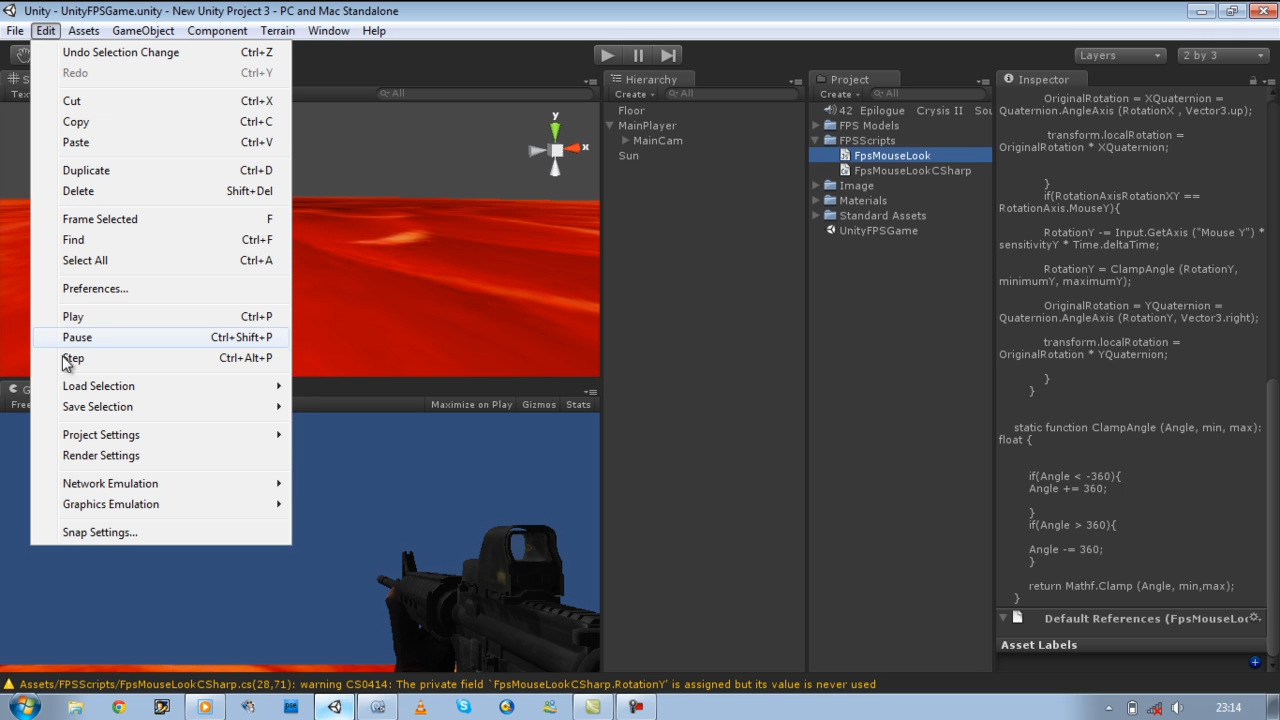 Unity - UnityFPSGame.unity - New Unity Project 3 - PC and Mac Standalone
File Edit Assets GameObject Component Terrain Window Help
Layers 2 by 3
Undo Selection Change Ctrl+Z
Redo Ctrl+Y
Cut Ctrl+X
Copy Ctrl+C
Paste Ctrl+V
Duplicate Ctrl+D
Delete Shift+Del
Frame Selected F
Find Ctrl+F
Select All Ctrl+A
Preferences...
Play Ctrl+P
Pause Ctrl+Shift+P
Step Ctrl+Alt+P
Load Selection
Save Selection
Project Settings
Render Settings
Network Emulation
Graphics Emulation
Snap Settings...
All
y
x
Maximize on Play Gizmos Stats
Hierarchy
Create All
Floor
MainPlayer
MainCam
Sun
Project
Create All
42 Epilogue Crysis II
FPS Models
FPSScripts
FpsMouseLook
FpsMouseLookCSharp
Image
Materials
Standard Assets
UnityFPSGame
Inspector
OriginalRotation = XQuaternion =
Quaternion.AngleAxis (RotationX , Vector3.up);
transform.localRotation =
OriginalRotation * XQuaternion;
}
if(RotationAxisRotationXY ==
RotationAxis.MouseY){
RotationY -= Input.GetAxis ("Mouse Y") *
sensitivityY * Time.deltaTime;
RotationY = ClampAngle (RotationY,
minimumY, maximumY);
OriginalRotation = YQuaternion =
Quaternion.AngleAxis (RotationY, Vector3.right);
transform.localRotation =
OriginalRotation * YQuaternion;
}
}
static function ClampAngle (Angle, min, max):
float {
if(Angle < -360){
Angle += 360;
}
if(Angle > 360){
Angle -= 360;
}
return Mathf.Clamp (Angle, min,max);
}
Default References (FpsMouseLoo
Asset Labels
Assets/FPSScripts/FpsMouseLookCSharp.cs(28,71): warning CS0414: The private field `FpsMouseLookCSharp.RotationY' is assigned but its value is never used
23:14